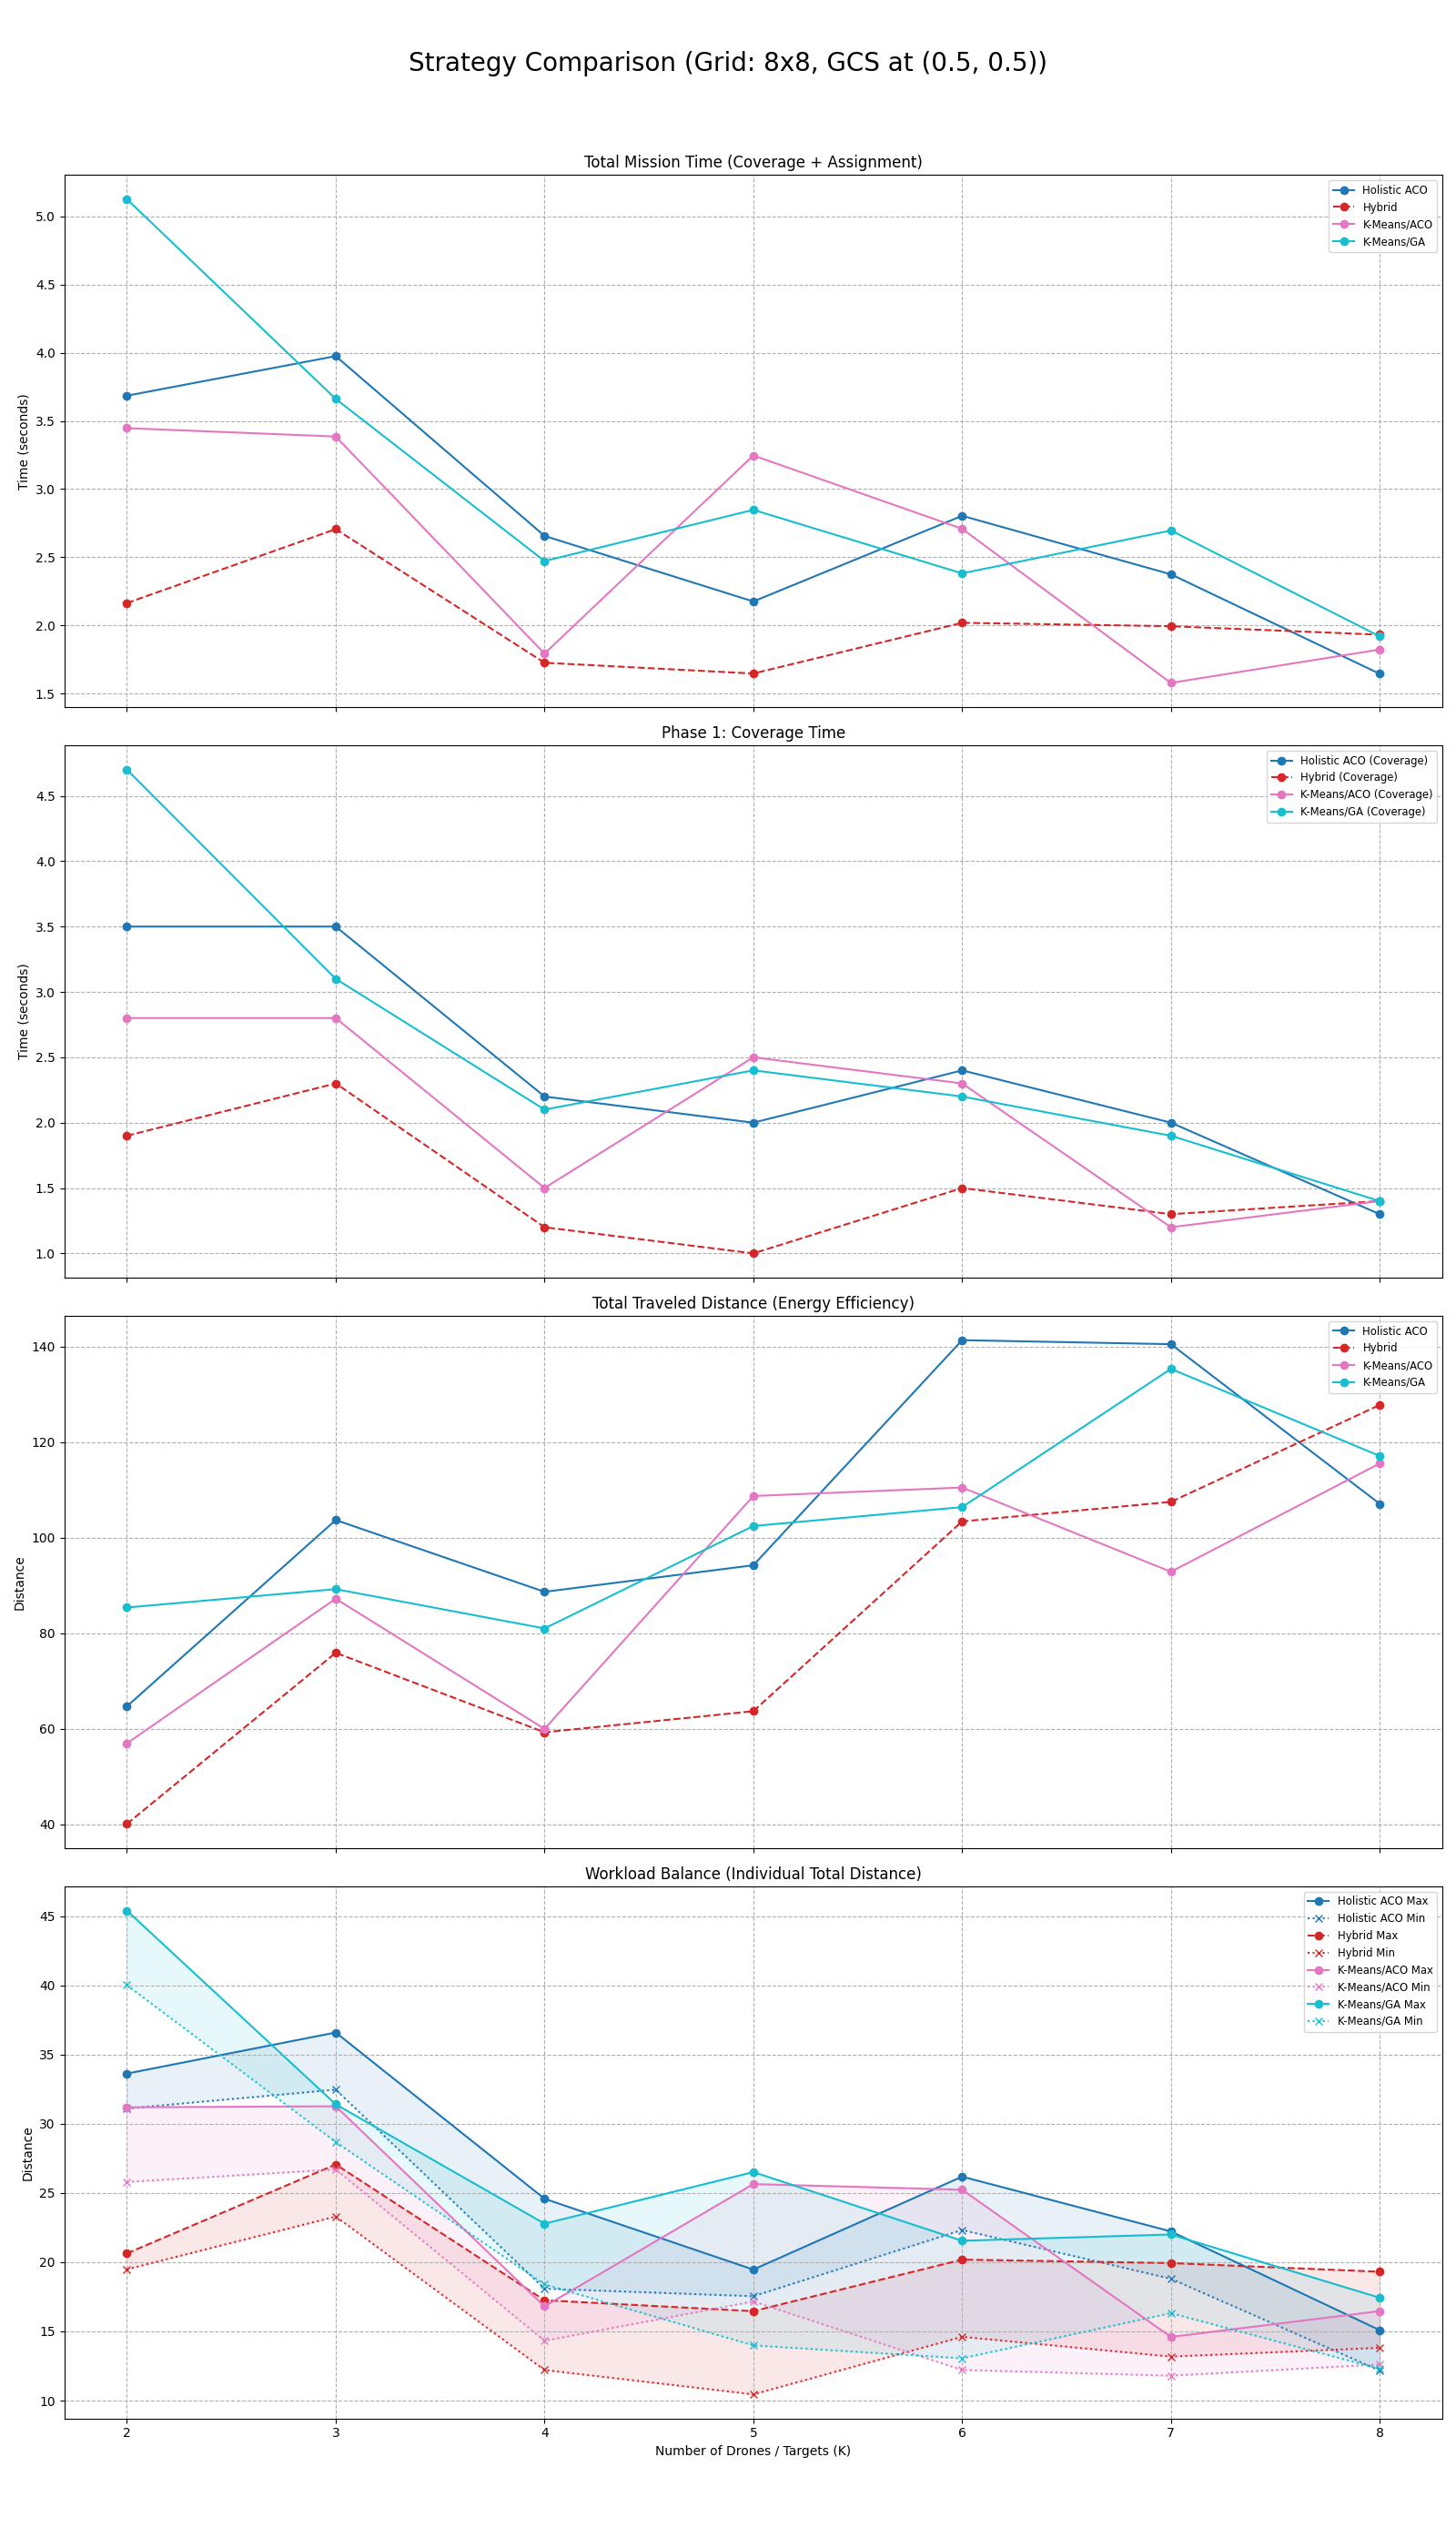 Strategy Comparison (Grid: 8x8, GCS at (0.5, 0.5))
Total Mission Time (Coverage + Assignment)
Time (seconds)
5.0
4.5
4.0
3.5
3.0
2.5
2.0
1.5
Holistic ACO
Hybrid
K-Means/ACO
K-Means/GA
Phase 1: Coverage Time
Time (seconds)
4.5
4.0
3.5
3.0
2.5
2.0
1.5
1.0
Holistic ACO (Coverage)
Hybrid (Coverage)
K-Means/ACO (Coverage)
K-Means/GA (Coverage)
Total Traveled Distance (Energy Efficiency)
Distance
140
120
100
80
60
40
Holistic ACO
Hybrid
K-Means/ACO
K-Means/GA
Workload Balance (Individual Total Distance)
Distance
45
40
35
30
25
20
15
10
Holistic ACO Max
Holistic ACO Min
Hybrid Max
Hybrid Min
K-Means/ACO Max
K-Means/ACO Min
K-Means/GA Max
K-Means/GA Min
2 3 4 5 6 7 8
Number of Drones / Targets (K)